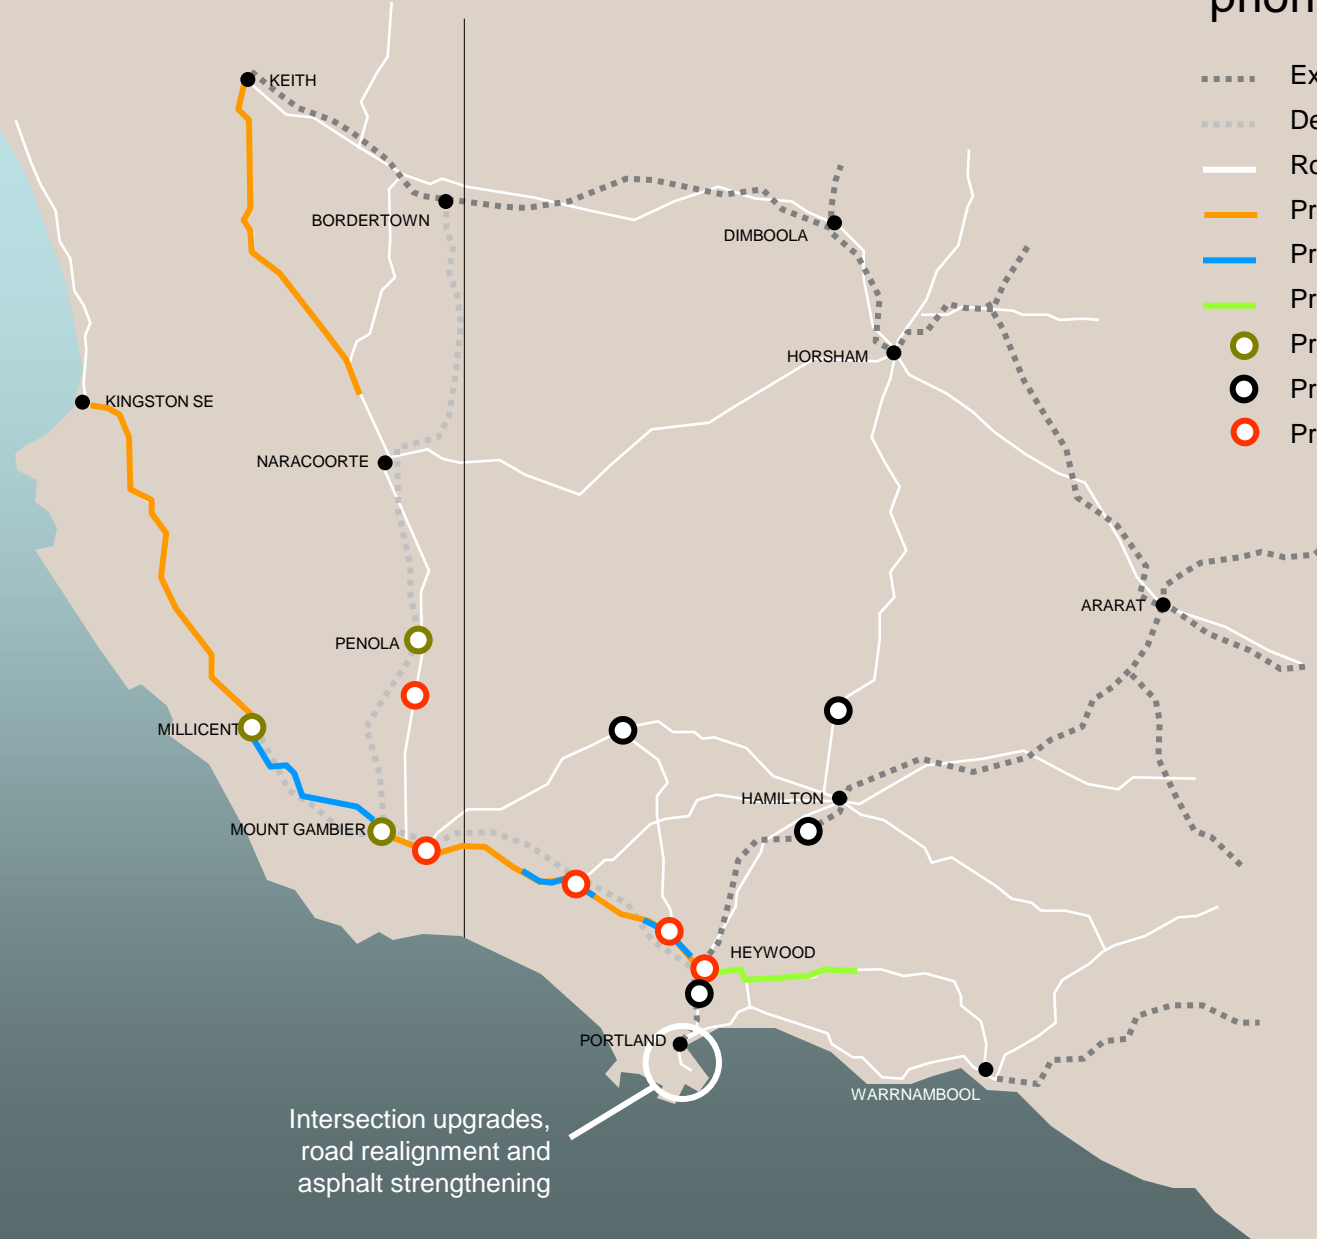 KEITH
BORDERTOWN
DIMBOOLA
HORSHAM
KINGSTON SE
NARACOORTE
ARARAT
PENOLA
MILLICENT
HAMILTON
MOUNT GAMBIER
HEYWOOD
PORTLAND
WARRNAMBOOL
Intersection upgrades,
road realignment and
asphalt strengthening
Ex
De
Ro
Pr
Pr
Pr
Pr
Pr
Pr